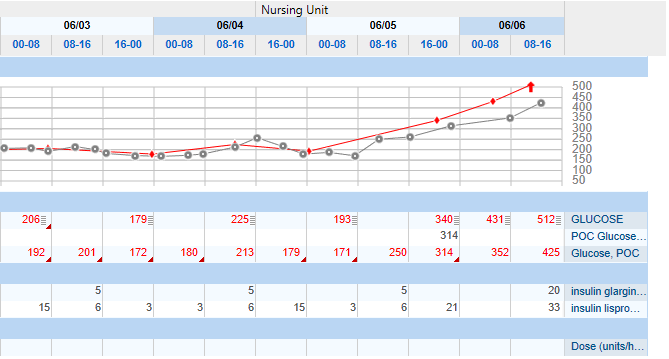 Nursing Unit
06/03 06/04 06/05 06/06
00-08 08-16 16-00 00-08 08-16 16-00 00-08 08-16 16-00 00-08 08-16
500
450
400
350
300
250
200
150
100
50
206 179 225 193 340 431 512 GLUCOSE
314 POC Glucose...
192 201 172 180 213 179 171 250 314 352 425 Glucose, POC
5 5 5 20 insulin glargin...
15 6 3 3 6 15 3 6 21 33 insulin lispro...
Dose (units/h...